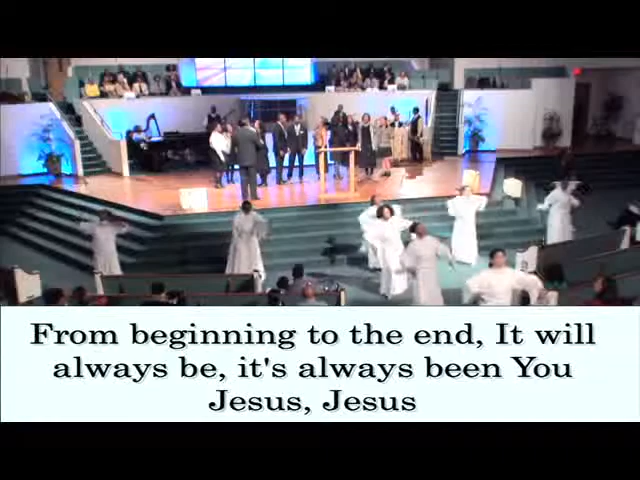 From beginning to the end, It will
always be, it's always been You
Jesus, Jesus